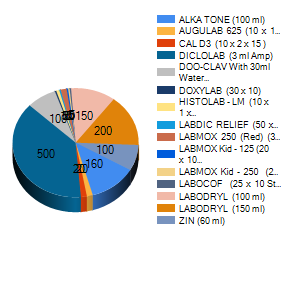 ALKA TONE (100 ml)
AUGULAB 625 (10 x 1...
CAL D3 (10 x 2 x 15 )
DICLOLAB (3 ml Amp)
DOO-CLAV With 30ml
Water...
DOXYLAB (30 x 10)
HISTOLAB - LM (10 x
1 x...
LABDIC RELIEF (50 x...
LABMOX 250 (Red) (3...
LABMOX Kid - 125 (20
x 10...
LABMOX Kid - 250 (2...
LABOCOF (25 x 10 St...
LABODRYL (100 ml)
LABODRYL (150 ml)
ZIN (60 ml)
150
200
100
160
20
500
100